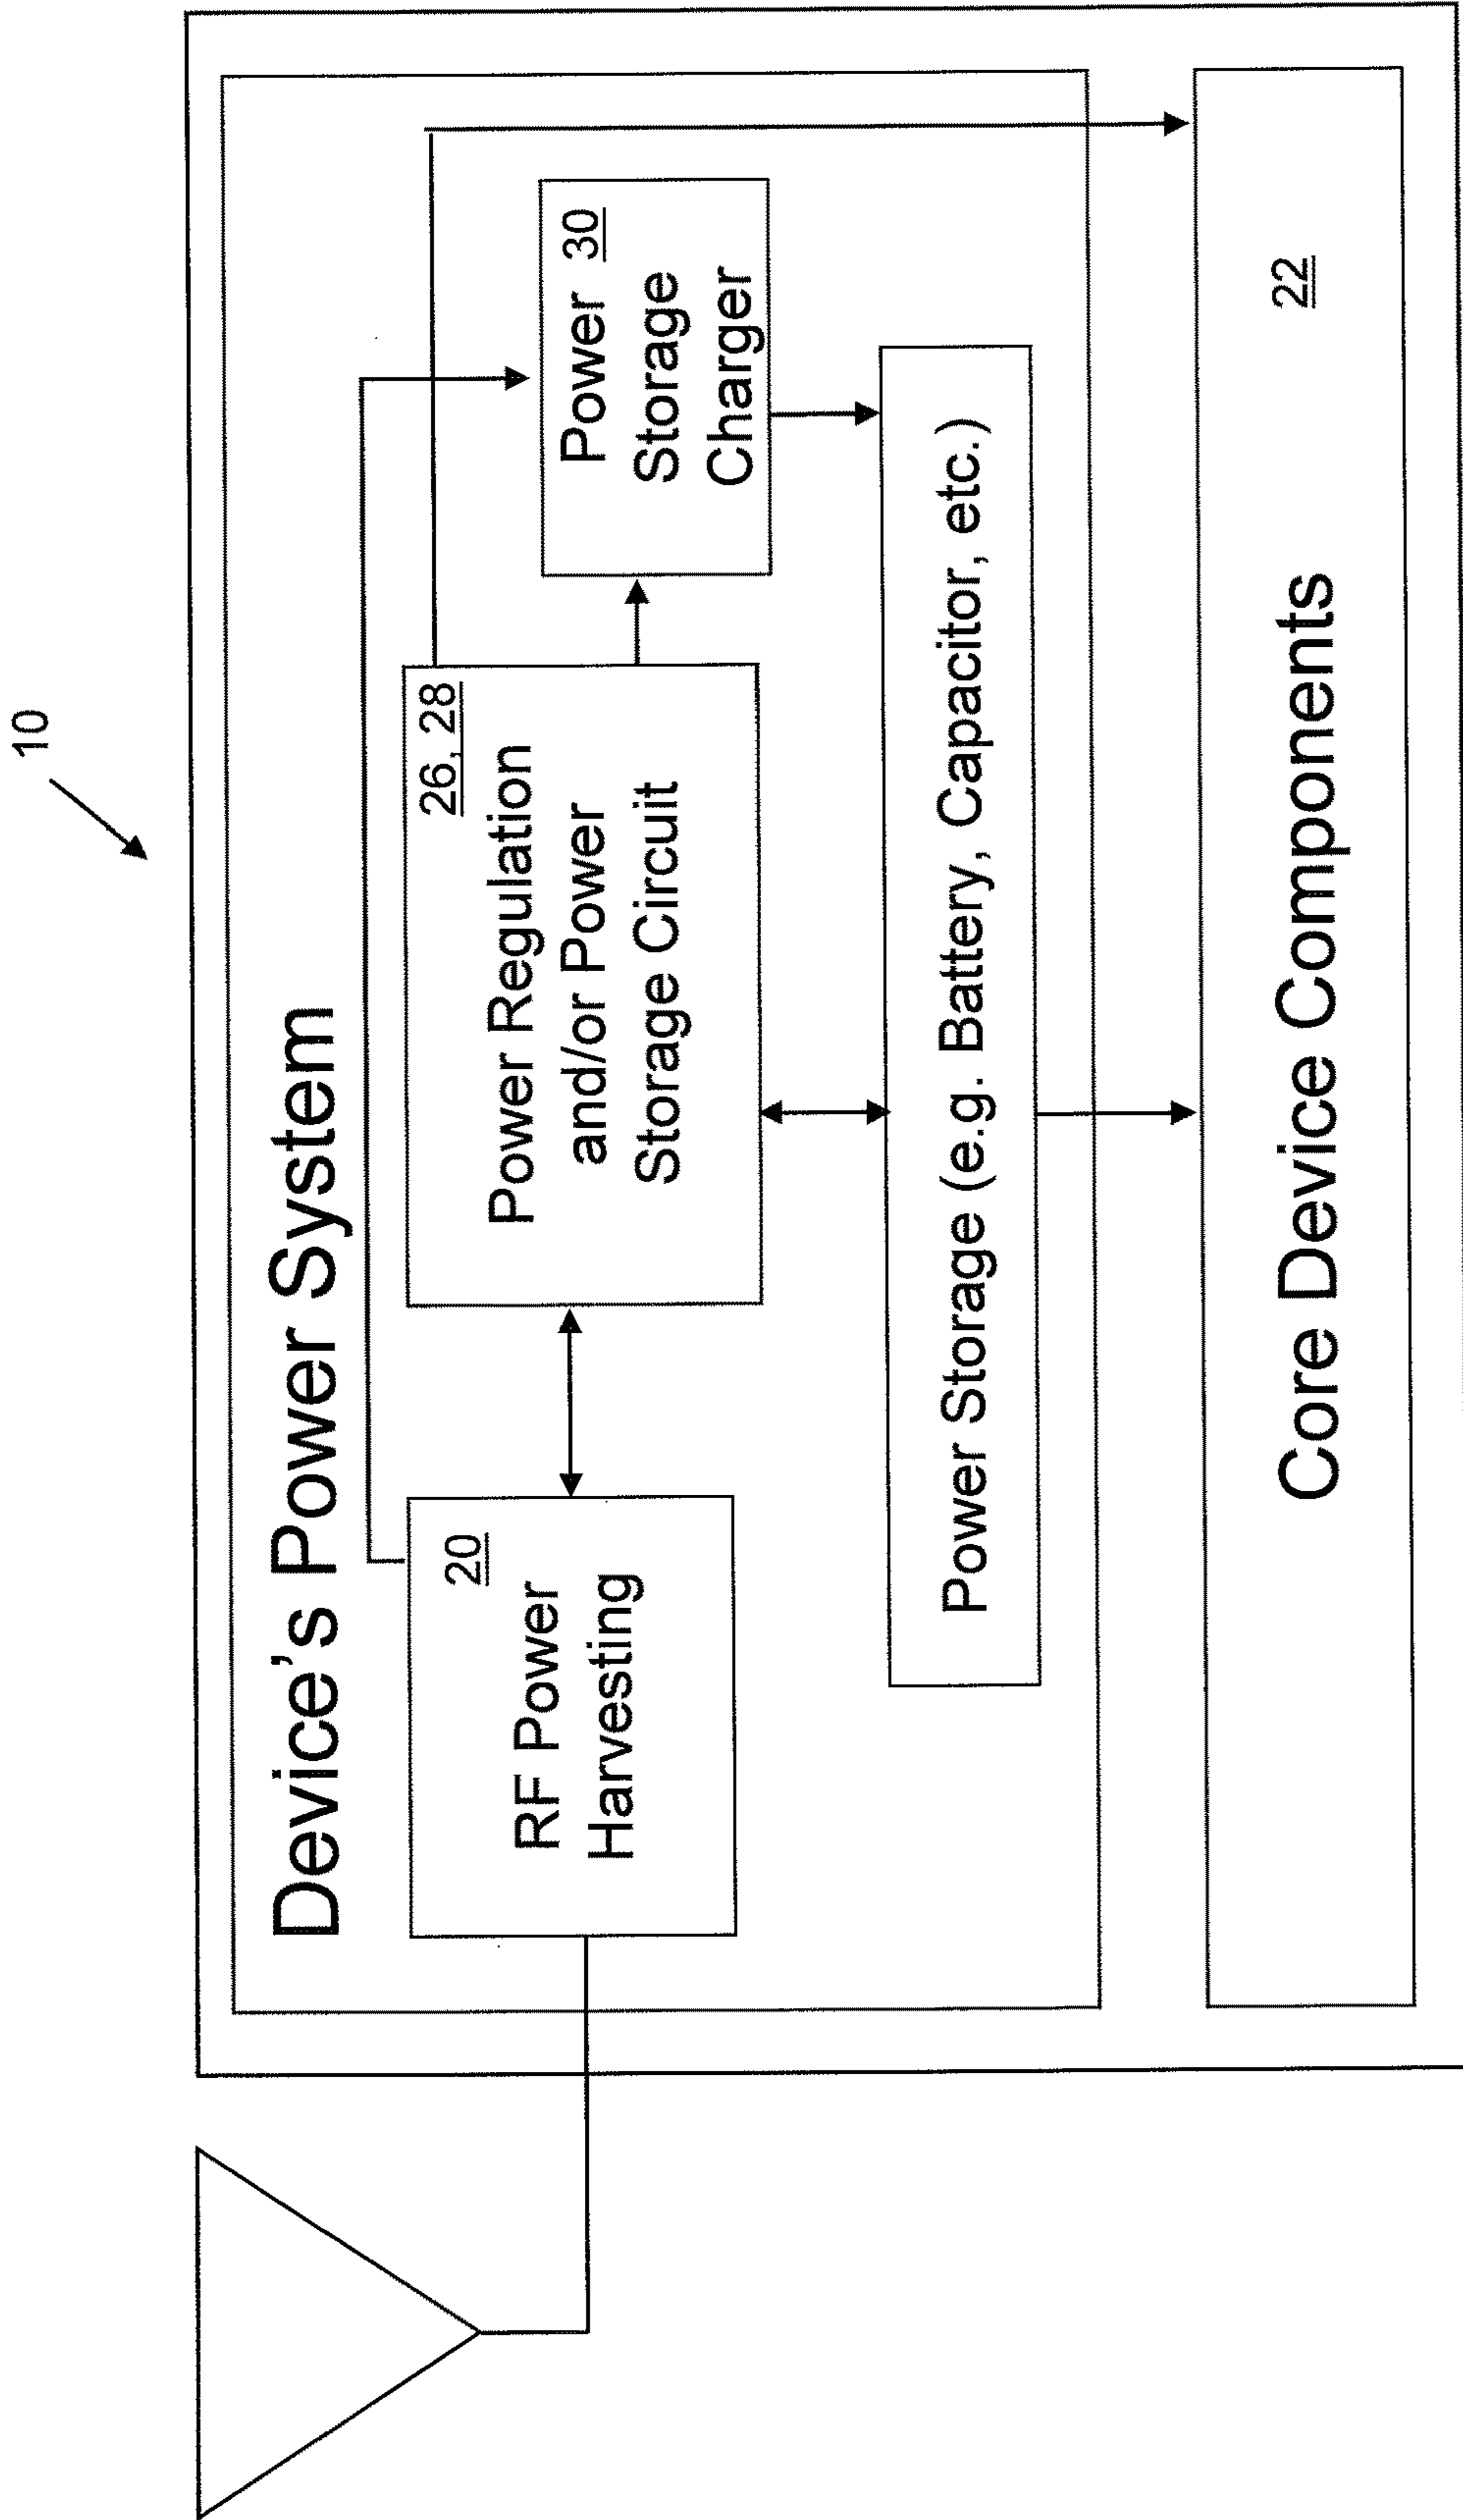 10
Device's Power System
20
RF Power
Harvesting
26, 28
Power Regulation
and/or Power
Storage Circuit
Power 30
Storage
Charger
Power Storage (e.g. Battery, Capacitor, etc.)
22
Core Device Components